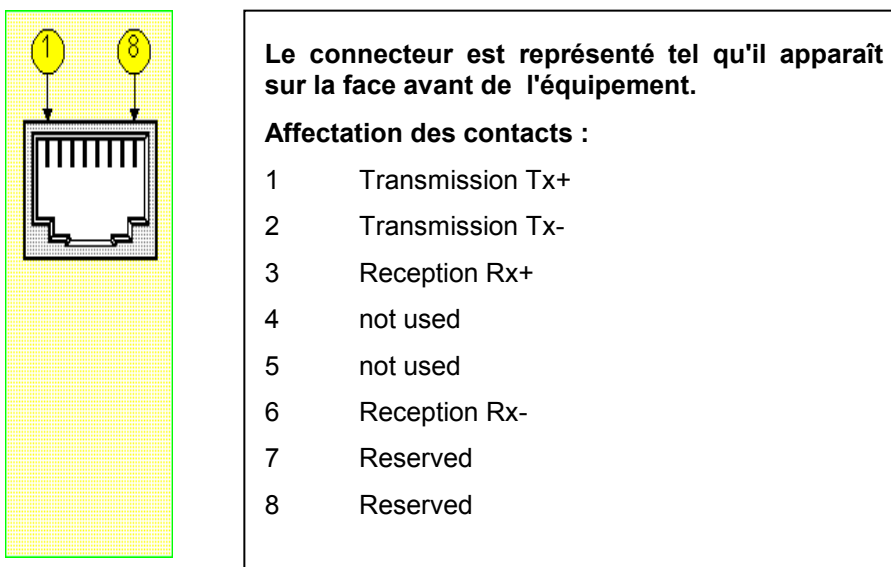 1 8
Le connecteur est représenté tel qu'il apparaît
sur la face avant de l'équipement.
Affectation des contacts :
1 Transmission Tx+
2 Transmission Tx-
3 Reception Rx+
4 not used
5 not used
6 Reception Rx-
7 Reserved
8 Reserved